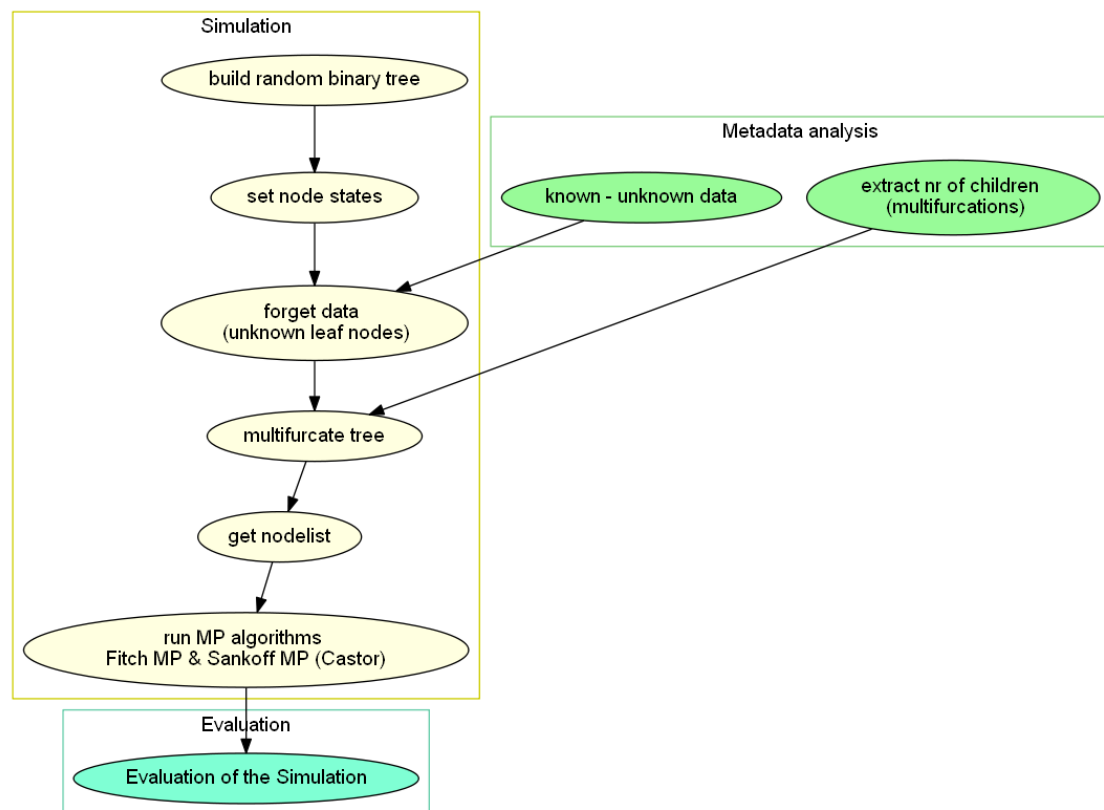 Simulation
build random binary tree
Metadata analysis
set node states
known - unknown data
extract nr of children
(multifurcations)
forget data
(unknown leaf nodes)
multifurcate tree
get nodelist
run MP algorithms
Fitch MP & Sankoff MP (Castor)
Evaluation
Evaluation of the Simulation